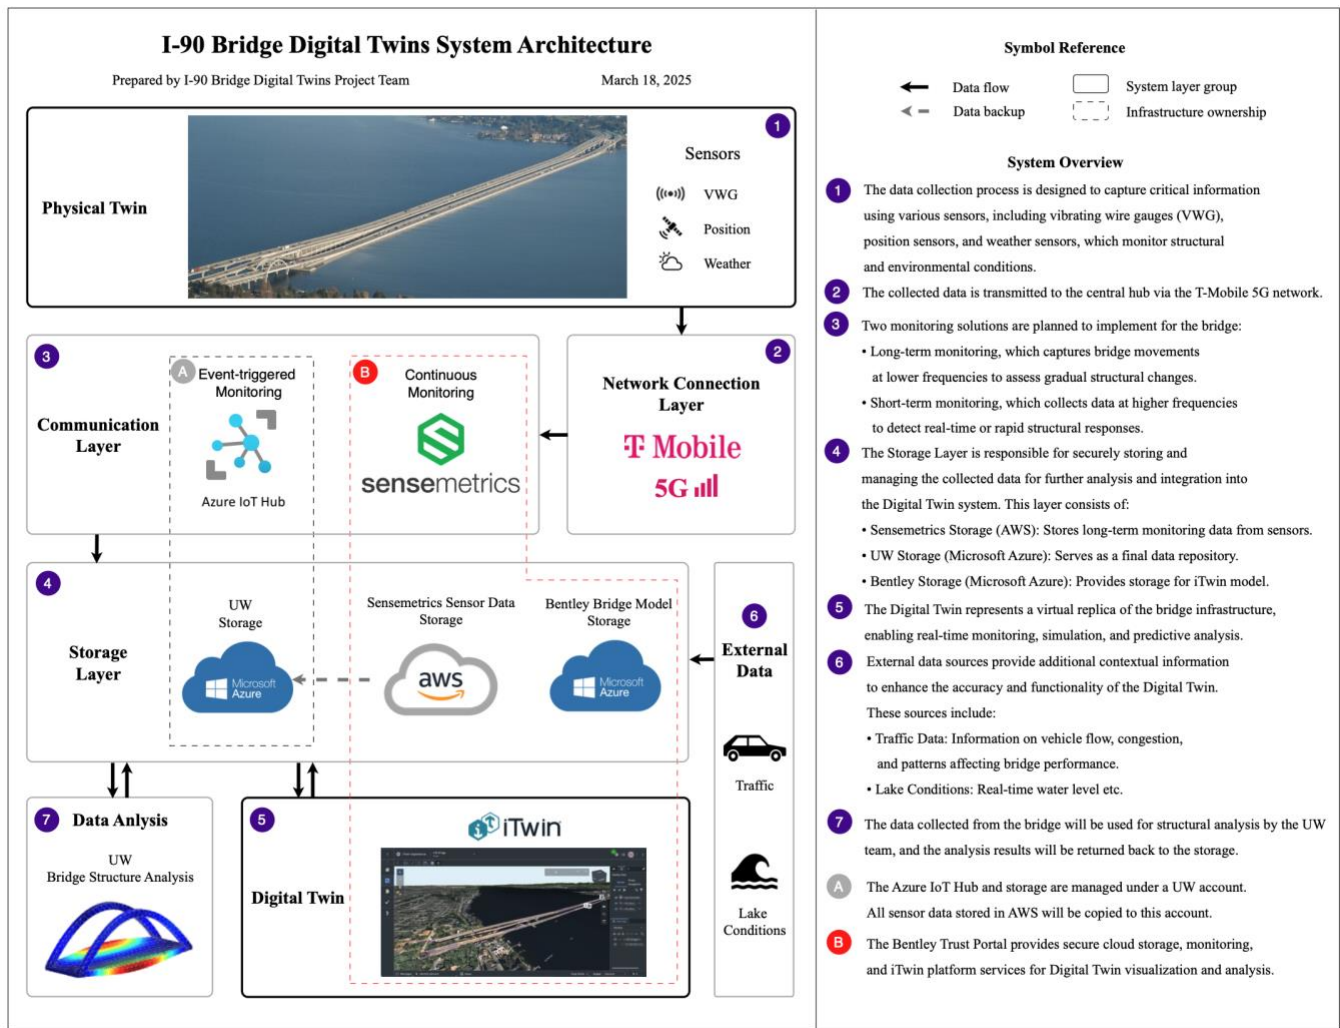 I-90 Bridge Digital Twins System Architecture
Prepared by I-90 Bridge Digital Twins Project Team
March 18, 2025
1
Physical Twin
Sensors
VWG
Position
Weather
3
Communication
Layer
A
Event-triggered
Monitoring
Azure IoT Hub
B
Continuous
Monitoring
sensemetrics
2
Network Connection
Layer
T Mobile
5G
4
Storage
Layer
UW
Storage
Microsoft
Azure
Sensemetrics Sensor Data
Storage
aws
Bentley Bridge Model
Storage
Microsoft
Azure
6
External
Data
Traffic
Lake
Conditions
7
Data Anlysis
UW
Bridge Structure Analysis
5
Digital Twin
iTwin
Symbol Reference
Data flow
System layer group
Data backup
Infrastructure ownership
System Overview
1 The data collection process is designed to capture critical information
using various sensors, including vibrating wire gauges (VWG),
position sensors, and weather sensors, which monitor structural
and environmental conditions.
2 The collected data is transmitted to the central hub via the T-Mobile 5G network.
3 Two monitoring solutions are planned to implement for the bridge:
• Long-term monitoring, which captures bridge movements
at lower frequencies to assess gradual structural changes.
• Short-term monitoring, which collects data at higher frequencies
to detect real-time or rapid structural responses.
4 The Storage Layer is responsible for securely storing and
managing the collected data for further analysis and integration into
the Digital Twin system. This layer consists of:
• Sensemetrics Storage (AWS): Stores long-term monitoring data from sensors.
• UW Storage (Microsoft Azure): Serves as a final data repository.
• Bentley Storage (Microsoft Azure): Provides storage for iTwin model.
5 The Digital Twin represents a virtual replica of the bridge infrastructure,
enabling real-time monitoring, simulation, and predictive analysis.
6 External data sources provide additional contextual information
to enhance the accuracy and functionality of the Digital Twin.
These sources include:
• Traffic Data: Information on vehicle flow, congestion,
and patterns affecting bridge performance.
• Lake Conditions: Real-time water level etc.
7 The data collected from the bridge will be used for structural analysis by the UW
team, and the analysis results will be returned back to the storage.
A The Azure IoT Hub and storage are managed under a UW account.
All sensor data stored in AWS will be copied to this account.
B The Bentley Trust Portal provides secure cloud storage, monitoring,
and iTwin platform services for Digital Twin visualization and analysis.